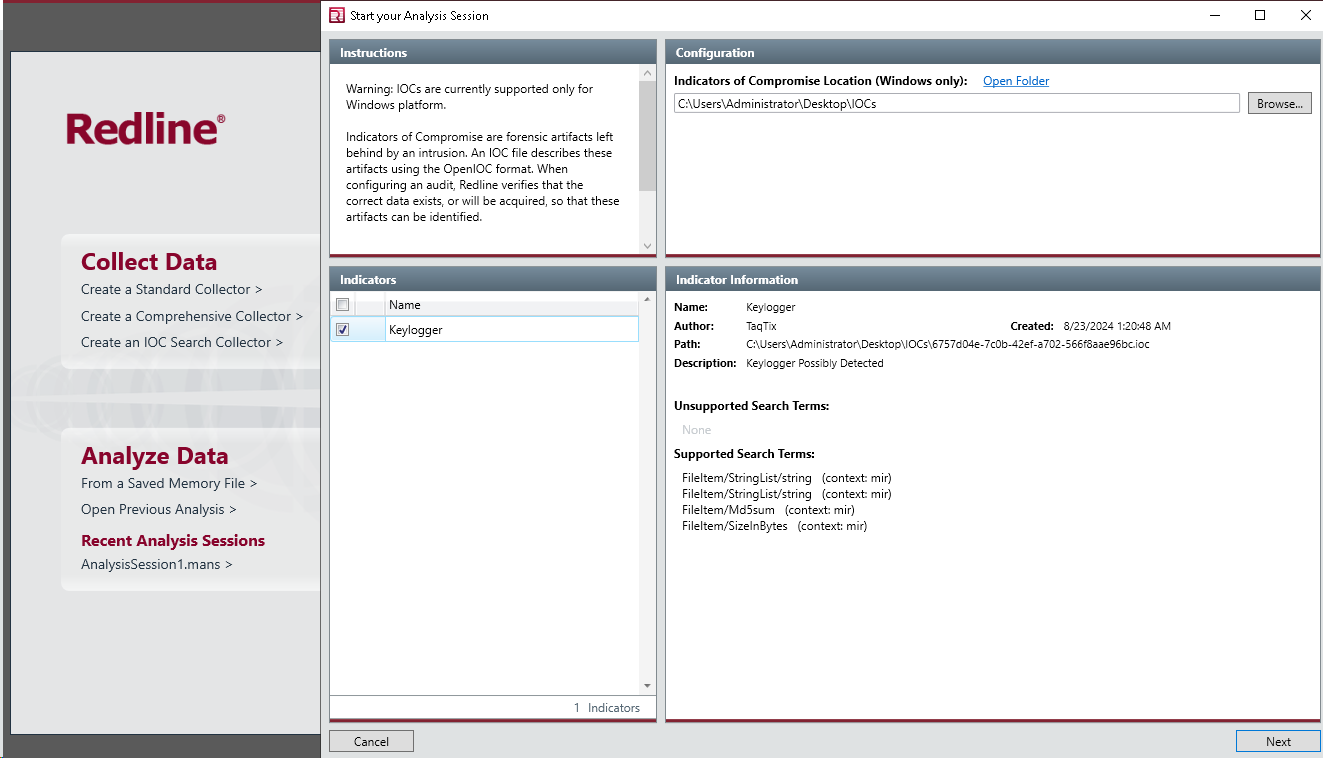 Start your Analysis Session
Redline®
Collect Data
Create a Standard Collector >
Create a Comprehensive Collector >
Create an IOC Search Collector >
Analyze Data
From a Saved Memory File >
Open Previous Analysis >
Recent Analysis Sessions
AnalysisSession1.mans >
Instructions
Warning: IOCs are currently supported only for
Windows platform.
Indicators of Compromise are forensic artifacts left
behind by an intrusion. An IOC file describes these
artifacts using the OpenIOC format. When
configuring an audit, Redline verifies that the
correct data exists, or will be acquired, so that these
artifacts can be identified.
Configuration
Indicators of Compromise Location (Windows only): Open Folder
C:\Users\Administrator\Desktop\IOCs Browse...
Indicators
Name
Keylogger
1 Indicators
Indicator Information
Name: Keylogger
Author: TaqTix Created: 8/23/2024 1:20:48 AM
Path: C:\Users\Administrator\Desktop\IOCs\6757d04e-7c0b-42ef-a702-566f8aae96bc.ioc
Description: Keylogger Possibly Detected
Unsupported Search Terms:
None
Supported Search Terms:
FileItem/StringList/string (context: mir)
FileItem/StringList/string (context: mir)
FileItem/Md5sum (context: mir)
FileItem/SizeInBytes (context: mir)
Cancel Next